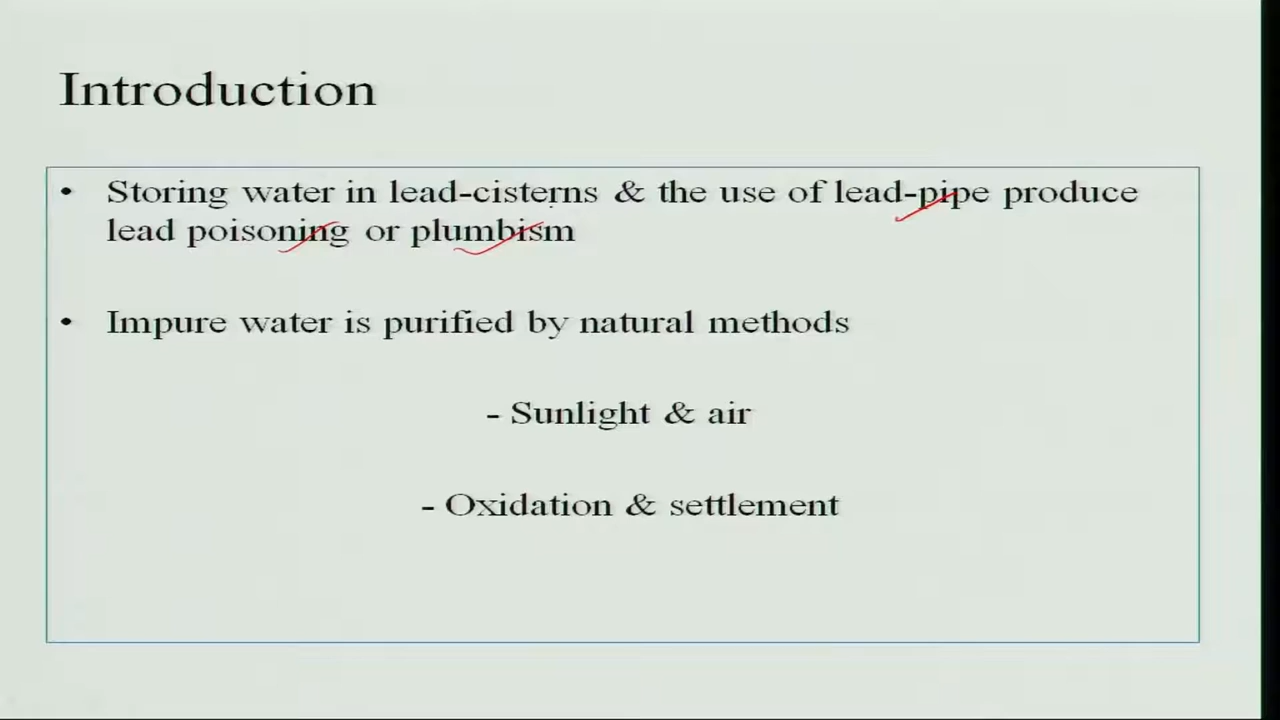 Introduction
• Storing water in lead-cisterns & the use of lead-pipe produce
lead poisoning or plumbism
• Impure water is purified by natural methods
- Sunlight & air
- Oxidation & settlement